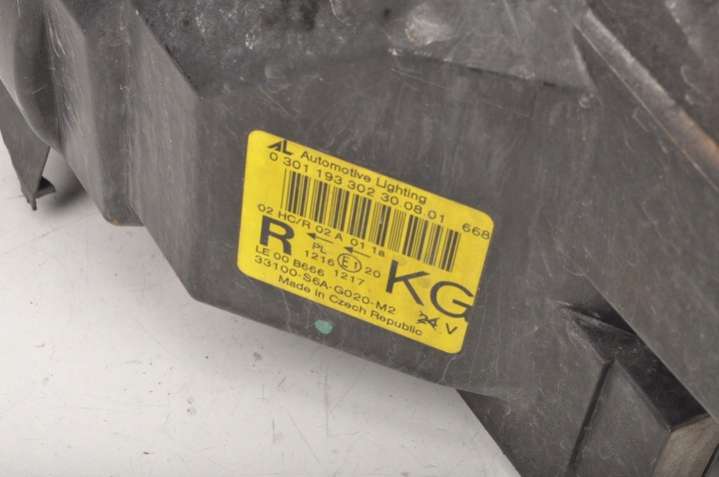 AL Automotive Lighting
0 301 193 302 30.08.01
668
02 HC/R 02 A 01 1a
R ← ← KG
PL
1216 E1 20
LE 00 B666 1217
33100-S6A-G020-M2
24 V
Made in Czech Republic